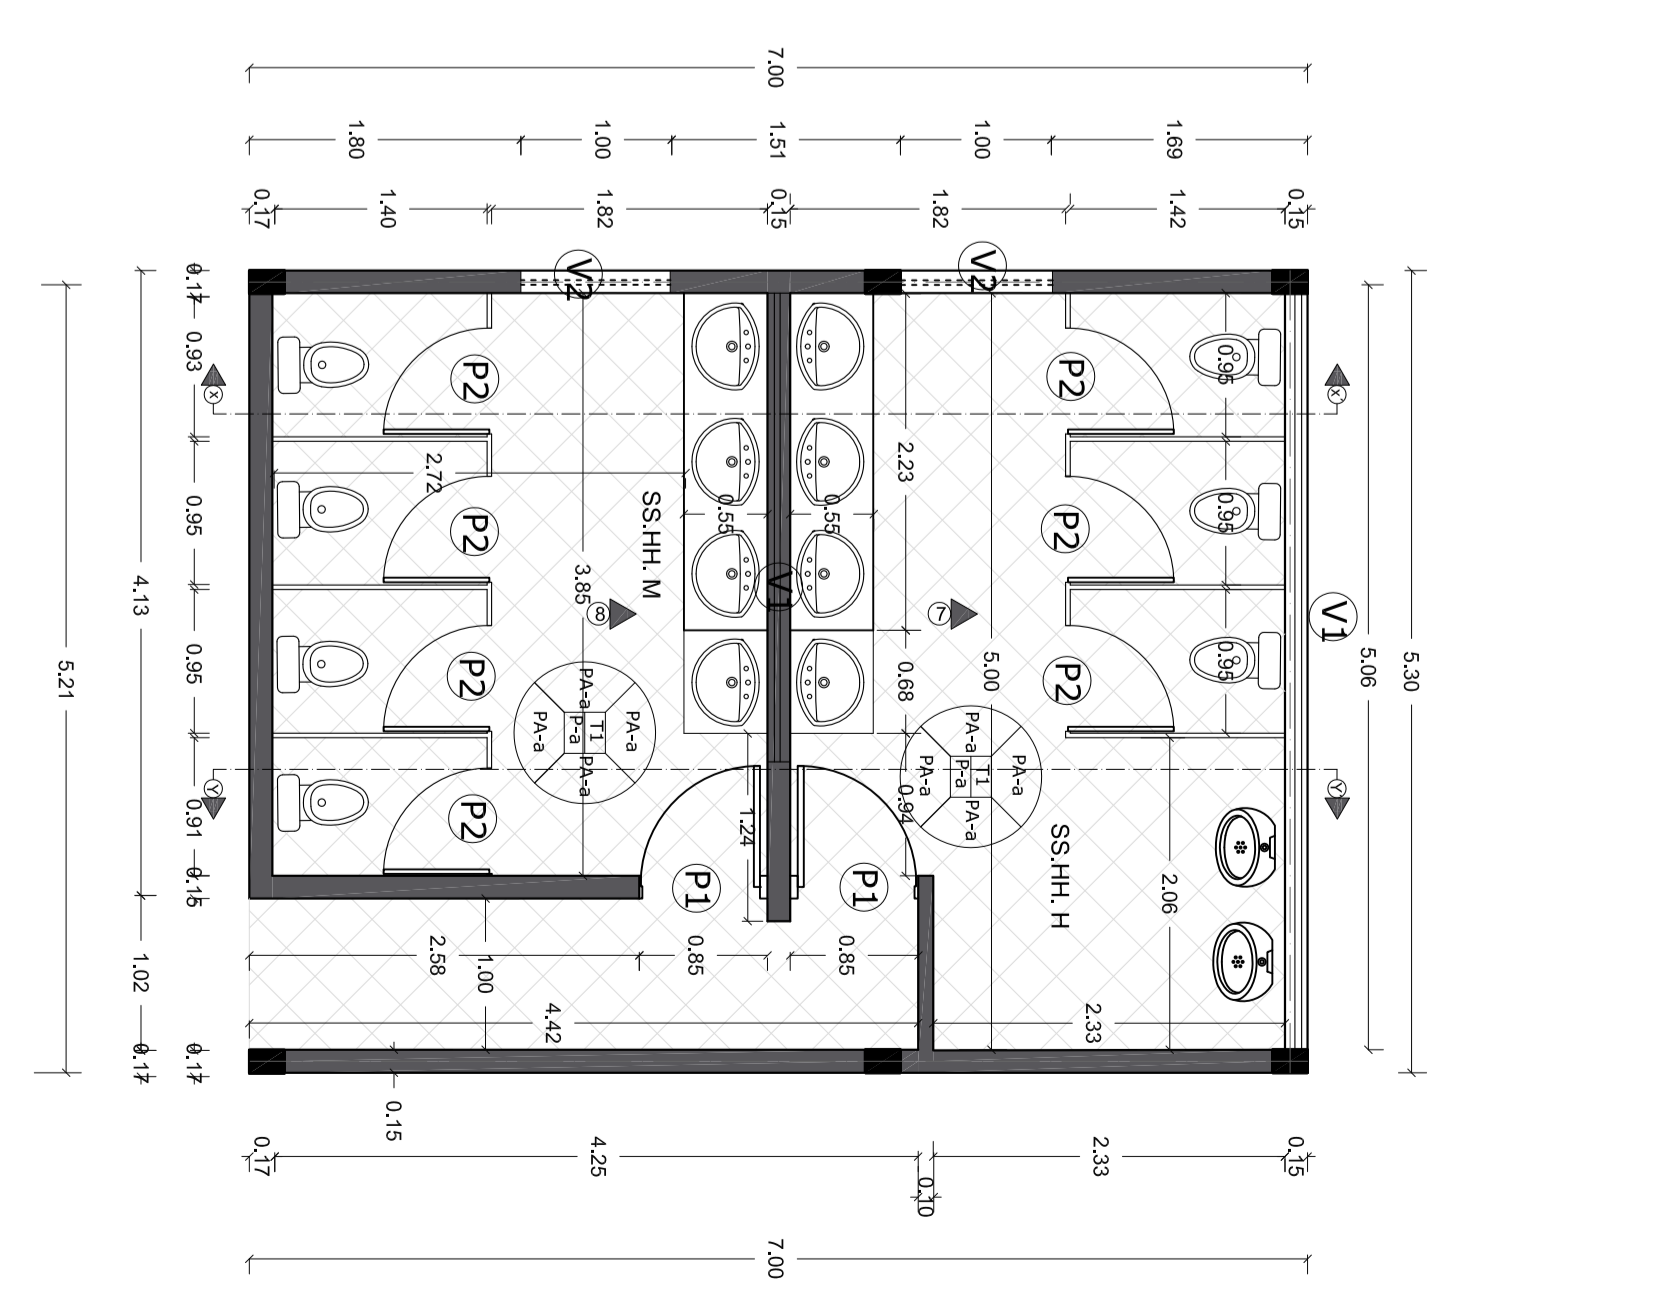 7.00
1.80
1.00
1.51
1.00
1.69
0.17
1.40
1.82
0.15
1.82
1.42
0.15
V2
V2
0.17
0.93
0.95
0.95
0.91
0.15
0.17
4.13
1.02
0.17
5.21
X
X'
P2
P2
P2
P2
P2
P2
P2
2.72
SS.HH. M
3.85
8
0.55
0.55
V1
2.23
0.68
0.94
7
5.00
0.95
0.95
0.95
V1
5.06
5.30
PA-a
PA-a
P-a
T1
PA-a
PA-a
PA-a
PA-a
P-a
T1
PA-a
PA-a
Y
Y'
1.24
P1
P1
SS.HH. H
2.06
2.58
1.00
0.85
0.85
4.42
2.33
0.15
0.17
4.25
0.10
2.33
0.15
7.00